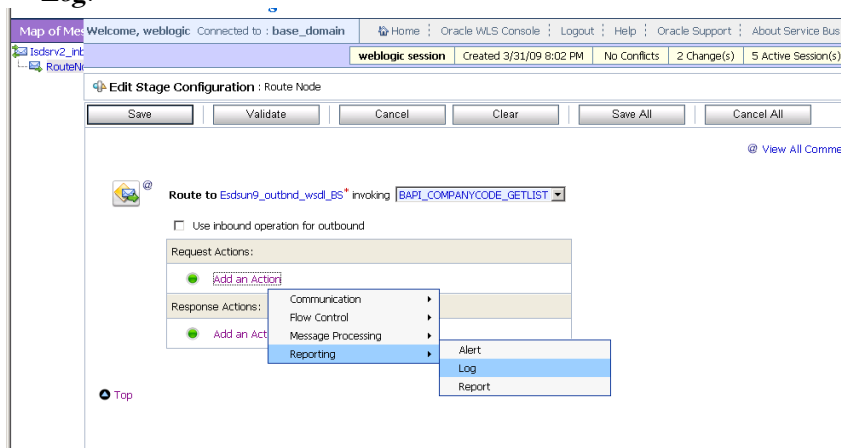 Log.
Map of Mes Welcome, weblogic Connected to : base_domain Home Oracle WLS Console Logout Help Oracle Support About Service Bus
Isdsrv2_inb weblogic session Created 3/31/09 8:02 PM No Conflicts 2 Change(s) 5 Active Session(s)
RouteN
Edit Stage Configuration : Route Node
Save Validate Cancel Clear Save All Cancel All
@ View All Comme
@ Route to Esdsun9_outbnd_wsdl_BS* invoking BAPI_COMPANYCODE_GETLIST
Use inbound operation for outbound
Request Actions:
Add an Action
Communication
Response Actions:
Flow Control
Add an Act
Message Processing
Reporting
Alert
Log
Report
Top